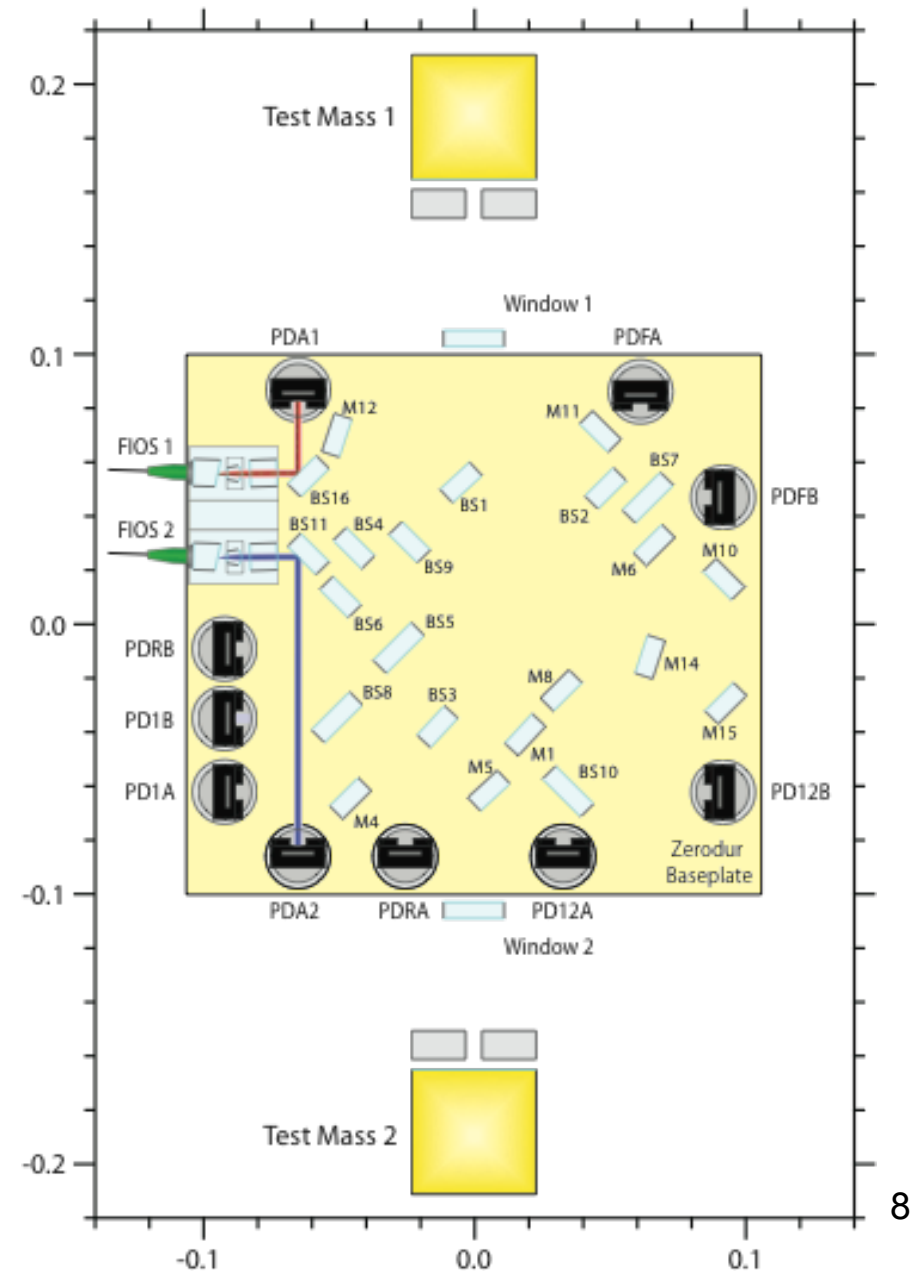 0.2
Test Mass 1
Window 1
PDA1
PDFA
0.1
M12
M11
FIOS 1
BS7
BS16
BS1
BS2
PDFB
FIOS 2
BS11
BS4
M6
M10
BS9
0.0
BS6
BS5
PDRB
M14
M8
BS8
BS3
PD1B
M15
M1
M5
BS10
PD1A
PD12B
M4
Zerodur
Baseplate
-0.1
PDA2
PDRA
PD12A
Window 2
Test Mass 2
-0.2
8
-0.1
0.0
0.1